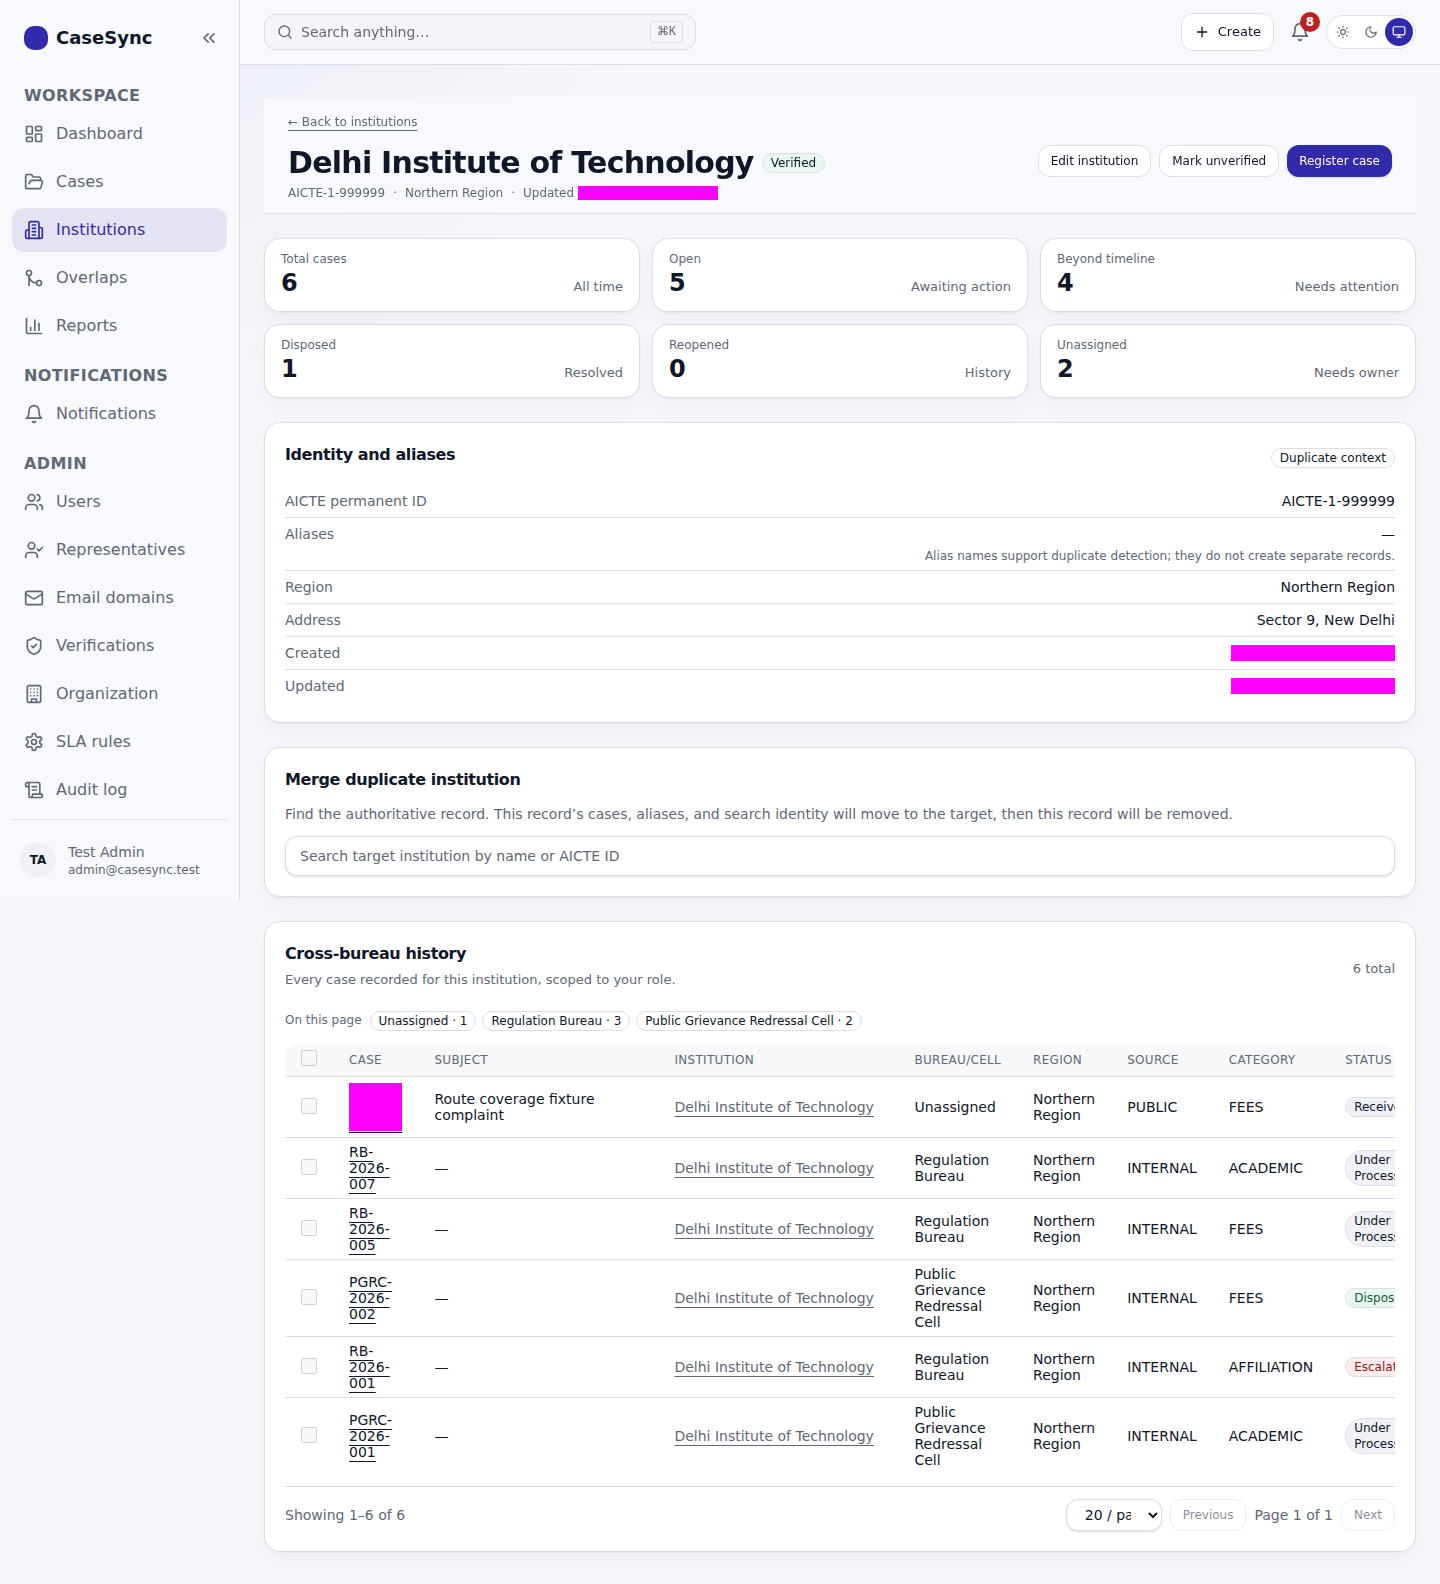 CaseSync
Search anything...
⌘K
Create
8
WORKSPACE
Dashboard
Cases
Institutions
Overlaps
Reports
NOTIFICATIONS
Notifications
ADMIN
Users
Representatives
Email domains
Verifications
Organization
SLA rules
Audit log
TA
Test Admin
admin@casesync.test
← Back to institutions
Delhi Institute of Technology Verified
Edit institution
Mark unverified
Register case
AICTE-1-999999 · Northern Region · Updated
Total cases
6
All time
Open
5
Awaiting action
Beyond timeline
4
Needs attention
Disposed
1
Resolved
Reopened
0
History
Unassigned
2
Needs owner
Identity and aliases
Duplicate context
AICTE permanent ID AICTE-1-999999
Aliases —
Alias names support duplicate detection; they do not create separate records.
Region Northern Region
Address Sector 9, New Delhi
Created
Updated
Merge duplicate institution
Find the authoritative record. This record’s cases, aliases, and search identity will move to the target, then this record will be removed.
Search target institution by name or AICTE ID
Cross-bureau history
Every case recorded for this institution, scoped to your role.
6 total
On this page Unassigned · 1 Regulation Bureau · 3 Public Grievance Redressal Cell · 2
CASE SUBJECT INSTITUTION BUREAU/CELL REGION SOURCE CATEGORY STATUS
Route coverage fixture complaint Delhi Institute of Technology Unassigned Northern Region PUBLIC FEES Receive
RB-2026-007 — Delhi Institute of Technology Regulation Bureau Northern Region INTERNAL ACADEMIC Under Process
RB-2026-005 — Delhi Institute of Technology Regulation Bureau Northern Region INTERNAL FEES Under Process
PGRC-2026-002 — Delhi Institute of Technology Public Grievance Redressal Cell Northern Region INTERNAL FEES Dispos
RB-2026-001 — Delhi Institute of Technology Regulation Bureau Northern Region INTERNAL AFFILIATION Escalat
PGRC-2026-001 — Delhi Institute of Technology Public Grievance Redressal Cell Northern Region INTERNAL ACADEMIC Under Process
Showing 1–6 of 6
20 / pa
Previous
Page 1 of 1
Next